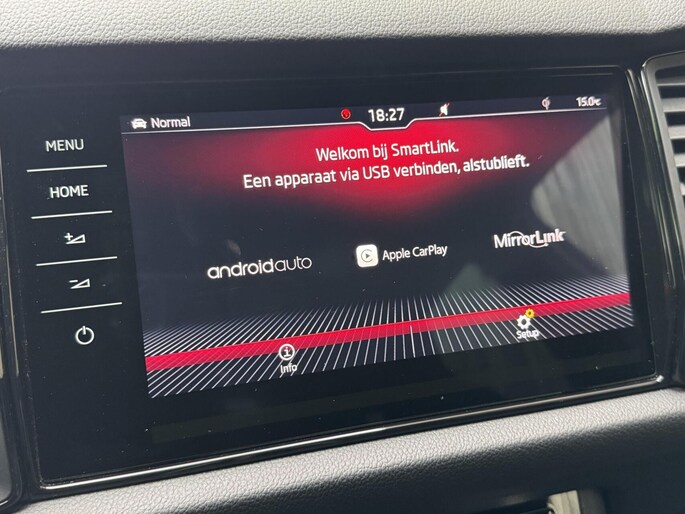 Normal
18:27
15.0°C
MENU
HOME
Welkom bij SmartLink.
Een apparaat via USB verbinden, alstublieft.
androidauto
Apple CarPlay
MirrorLink
Info
Setup